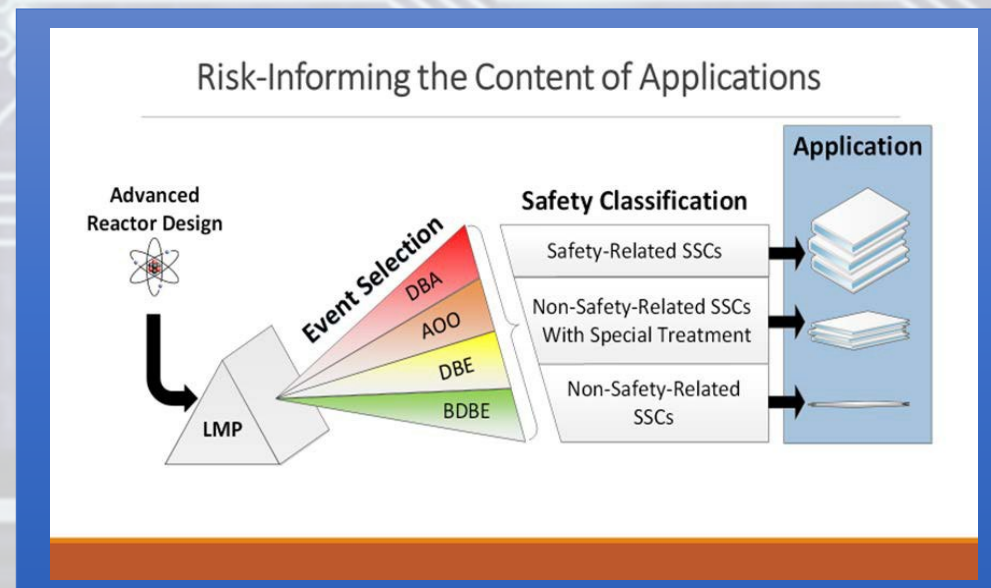 Risk-Informing the Content of Applications
Advanced
Reactor Design
LMP
Event Selection
DBA
AOO
DBE
BDBE
Safety Classification
Safety-Related SSCs
Non-Safety-Related SSCs
With Special Treatment
Non-Safety-Related
SSCs
Application